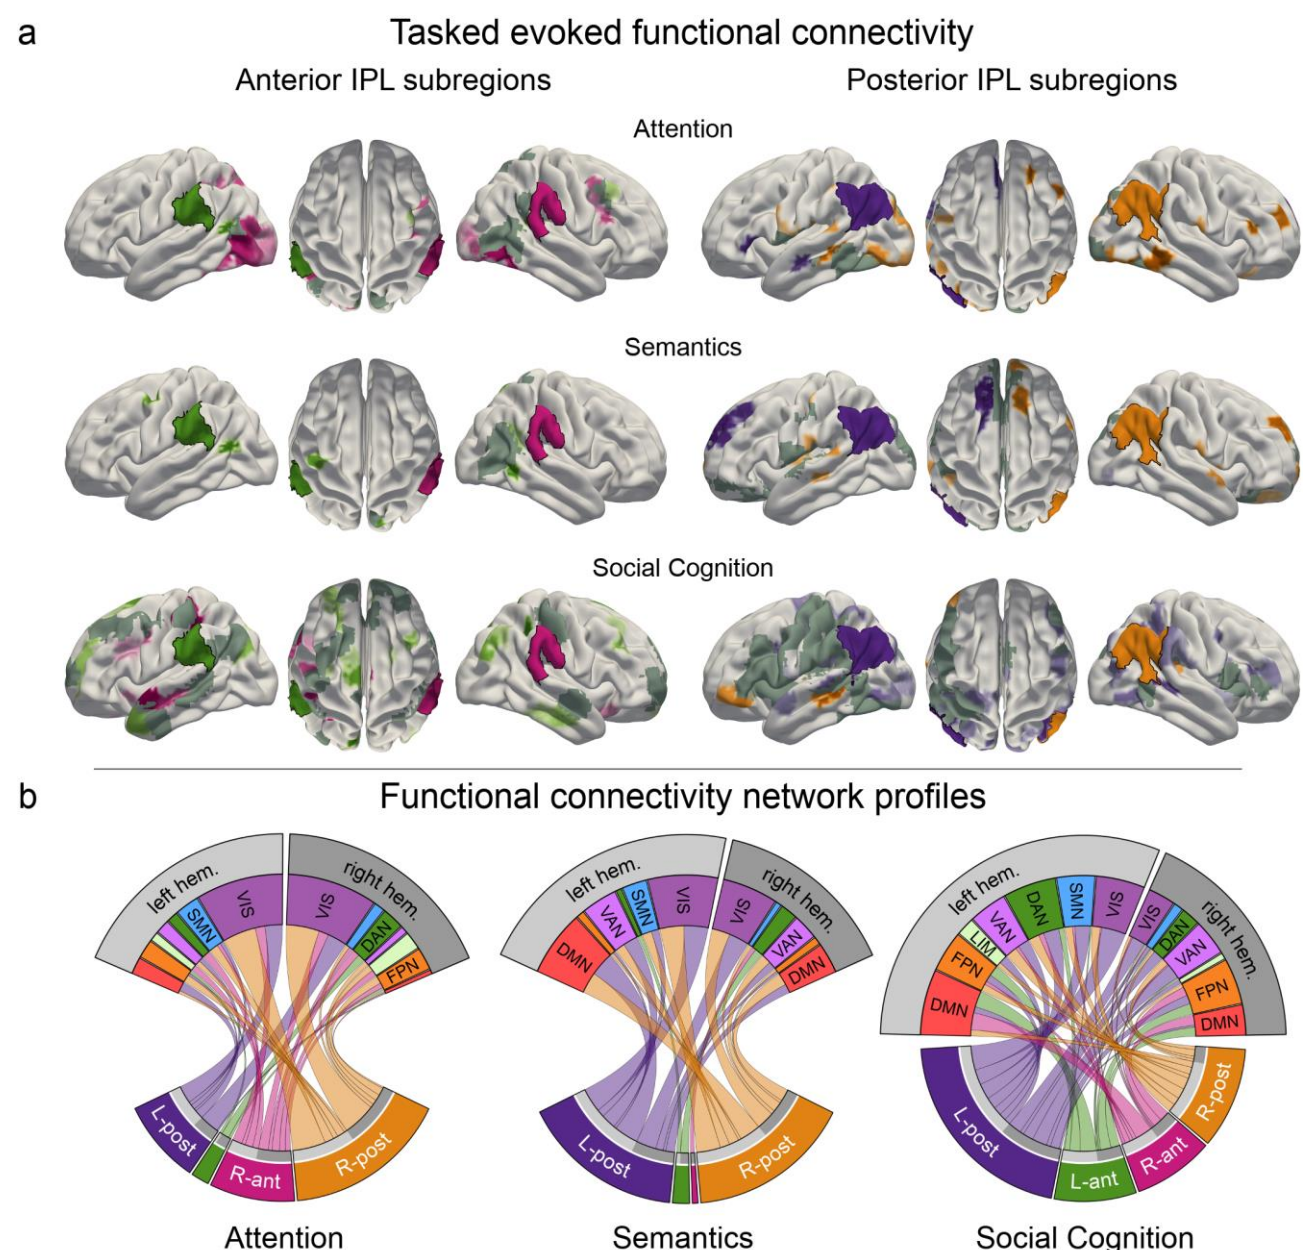 a
Tasked evoked functional connectivity
Anterior IPL subregions
Posterior IPL subregions
Attention
Semantics
Social Cognition
b
Functional connectivity network profiles
left hem.
right hem.
SMN
VIS
VIS
DAN
FPN
L-post
R-ant
R-post
Attention
left hem.
right hem.
DMN
VAN
SMN
VIS
VIS
VAN
DMN
L-post
R-post
Semantics
left hem.
right hem.
DMN
FPN
LIM
VAN
DAN
SMN
VIS
VIS
DAN
VAN
FPN
DMN
L-post
L-ant
R-ant
R-post
Social Cognition